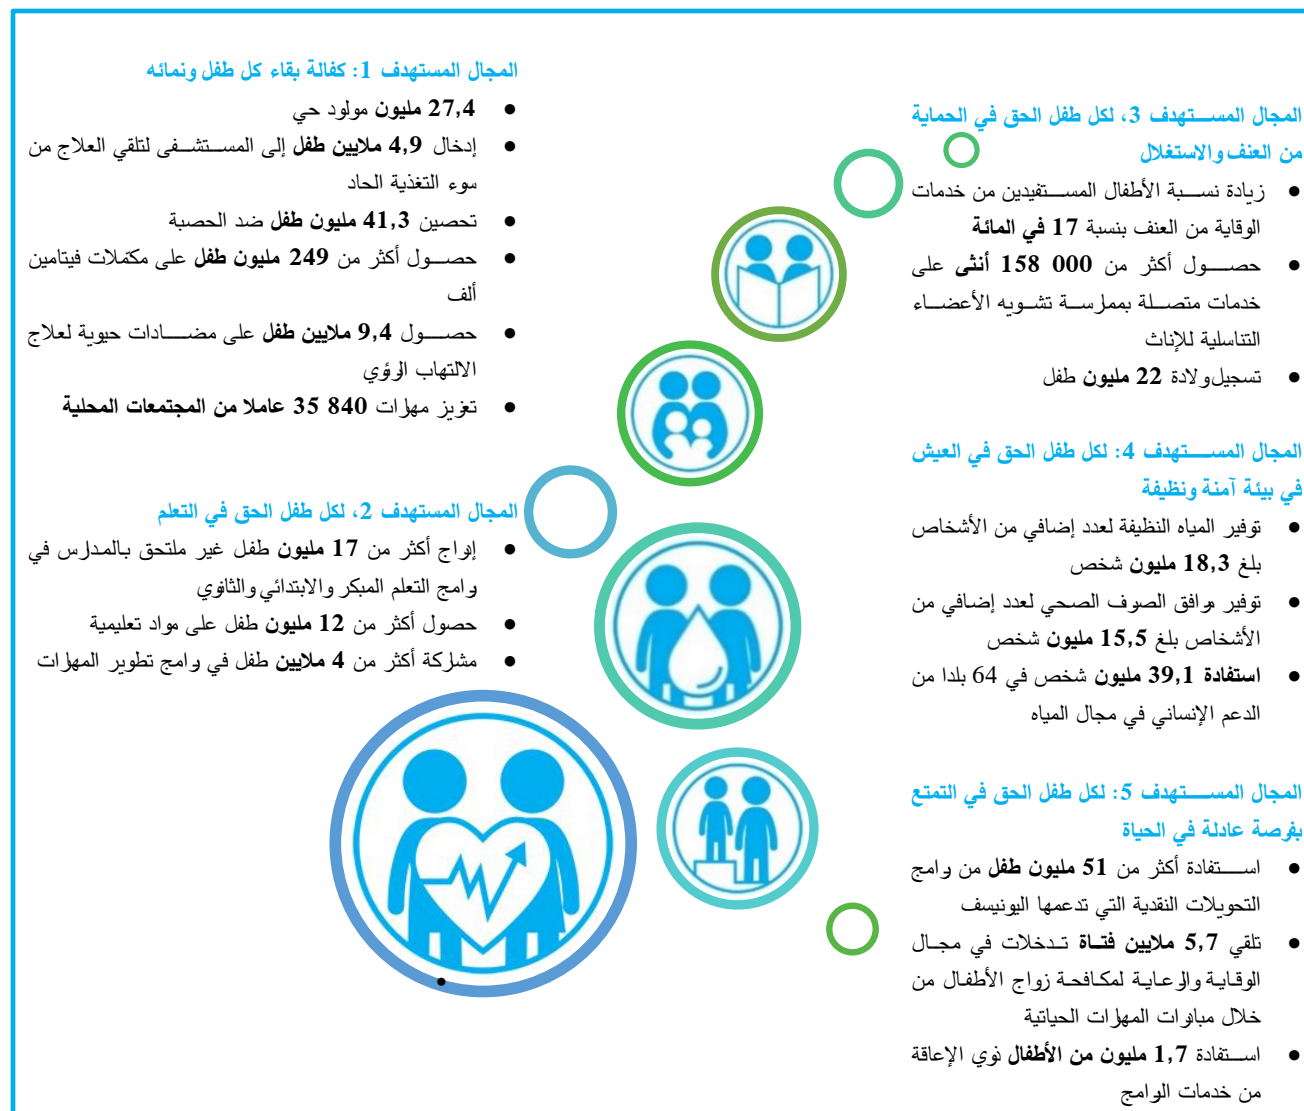 المجال المستهدف 1: كفالة بقاء كل طفل ونمائه
● 27,4 مليون مولود حي
● إدخال 4,9 ملايين طفل إلى المستشفى لتلقي العلاج من
سوء التغذية الحاد
● تحصين 41,3 مليون طفل ضد الحصبة
● حصول أكثر من 249 مليون طفل على مكملات فيتامين
ألف
● حصول 9,4 ملايين طفل على مضادات حيوية لعلاج
الالتهاب الرئوي
● تعزيز مهارات 840 35 عاملا من المجتمعات المحلية
المجال المستهدف 2، لكل طفل الحق في التعلم
● إدراج أكثر من 17 مليون طفل غير ملتحق بالمدارس في
برامج التعلم المبكر والابتدائي والثانوي
● حصول أكثر من 12 مليون طفل على مواد تعليمية
● مشاركة أكثر من 4 ملايين طفل في برامج تطوير المهارات
المجال المستهدف 3، لكل طفل الحق في الحماية
من العنف والاستغلال
● زيادة نسبة الأطفال المستفيدين من خدمات
الوقاية من العنف بنسبة 17 في المائة
● حصول أكثر من 000 158 أنثى على
خدمات متصلة بممارسة تشويه الأعضاء
التناسلية للإناث
● تسجيل ولادة 22 مليون طفل
المجال المستهدف 4: لكل طفل الحق في العيش
في بيئة آمنة ونظيفة
● توفير المياه النظيفة لعدد إضافي من الأشخاص
بلغ 18,3 مليون شخص
● توفير مرافق الصرف الصحي لعدد إضافي من
الأشخاص بلغ 15,5 مليون شخص
● استفادة 39,1 مليون شخص في 64 بلدا من
الدعم الإنساني في مجال المياه
المجال المستهدف 5: لكل طفل الحق في التمتع
بفرصة عادلة في الحياة
● استفادة أكثر من 51 مليون طفل من برامج
التحويلات النقدية التي تدعمها اليونيسف
● تلقي 5,7 ملايين فتاة تدخلات في مجال
الوقاية والرعاية لمكافحة زواج الأطفال من
خلال مبادرات المهارات الحياتية
● استفادة 1,7 مليون من الأطفال ذوي الإعاقة
من خدمات البرامج